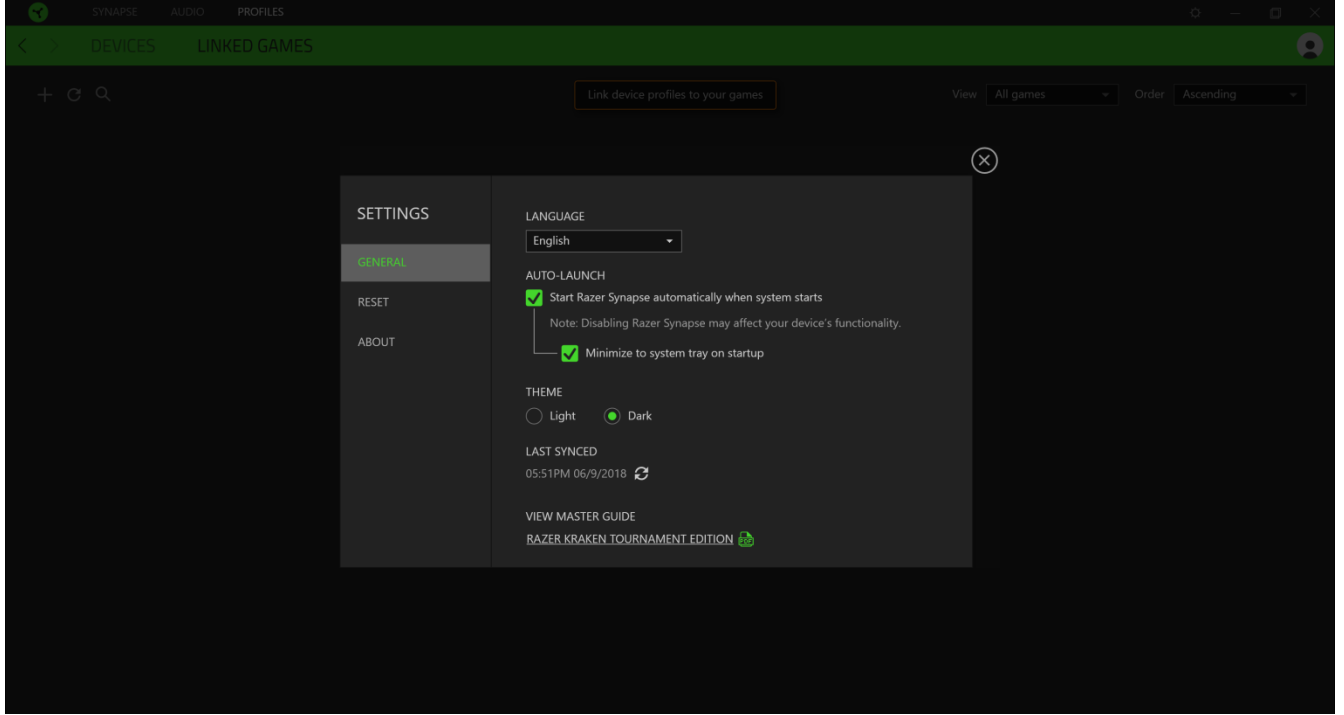 SYNAPSE AUDIO PROFILES
DEVICES LINKED GAMES
Link device profiles to your games View All games Order Ascending
SETTINGS
GENERAL
RESET
ABOUT
LANGUAGE
English
AUTO-LAUNCH
Start Razer Synapse automatically when system starts
Note: Disabling Razer Synapse may affect your device's functionality.
Minimize to system tray on startup
THEME
Light Dark
LAST SYNCED
05:51PM 06/9/2018
VIEW MASTER GUIDE
RAZER KRAKEN TOURNAMENT EDITION PDF